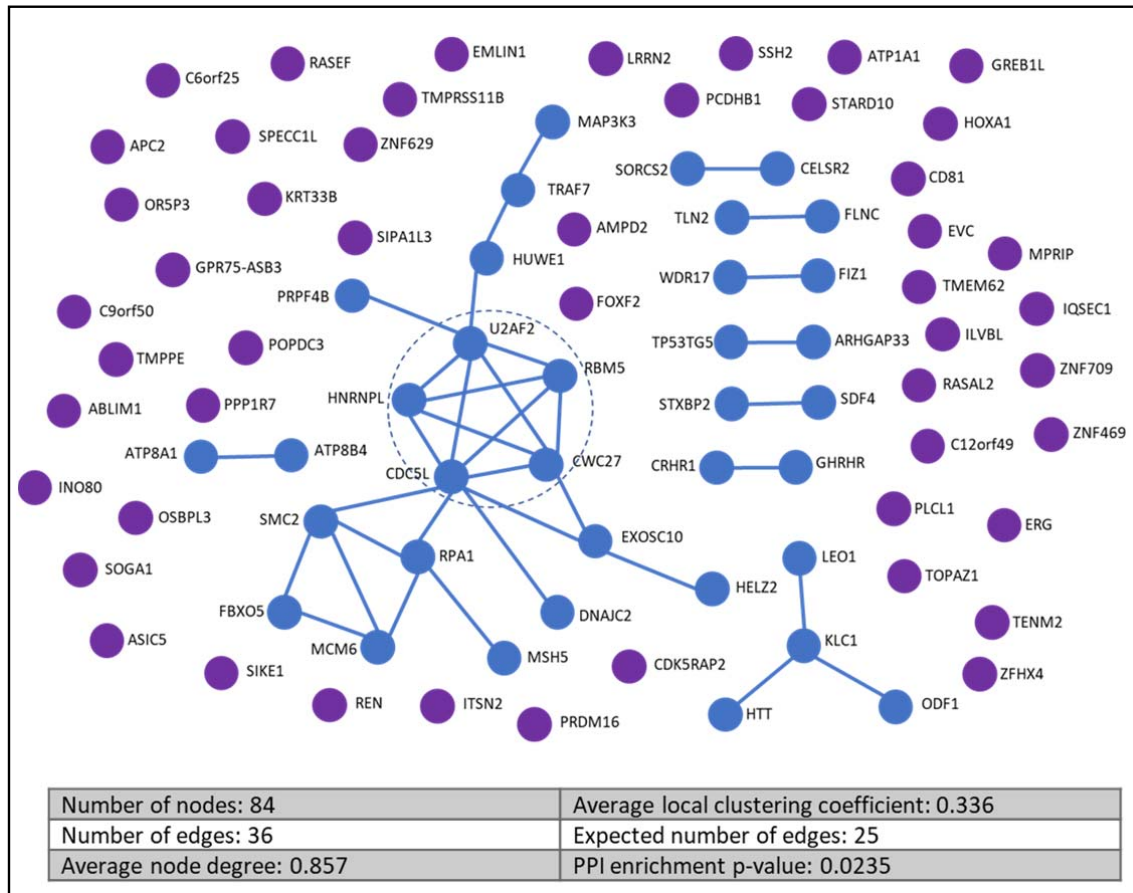 EMLIN1
LRRN2
SSH2
ATP1A1
RASEF
C6orf25
GREB1L
TMPRSS11B
PCDHB1
STARD10
MAP3K3
HOXA1
SPECC1L
ZNF629
APC2
SORCS2
CELSR2
CD81
TRAF7
OR5P3
KRT33B
TLN2
FLNC
AMPD2
EVC
SIPA1L3
MPRIP
HUWE1
GPR75-ASB3
WDR17
FIZ1
TMEM62
PRPF4B
C9orf50
FOXF2
IQSEC1
U2AF2
ILVBL
TP53TG5
ARHGAP33
POPDC3
TMPPE
RBM5
ZNF709
HNRNPL
RASAL2
ABLIM1
PPP1R7
STXBP2
SDF4
ZNF469
ATP8A1
ATP8B4
C12orf49
CDC5L
CWC27
CRHR1
GHRHR
INO80
PLCL1
OSBPL3
SMC2
ERG
EXOSC10
RPA1
LEO1
SOGA1
TOPAZ1
HELZ2
FBXO5
DNAJC2
TENM2
ASIC5
MCM6
MSH5
KLC1
CDK5RAP2
SIKE1
ZFHX4
REN
ITSN2
PRDM16
HTT
ODF1
Number of nodes: 84
Average local clustering coefficient: 0.336
Number of edges: 36
Expected number of edges: 25
Average node degree: 0.857
PPI enrichment p-value: 0.0235